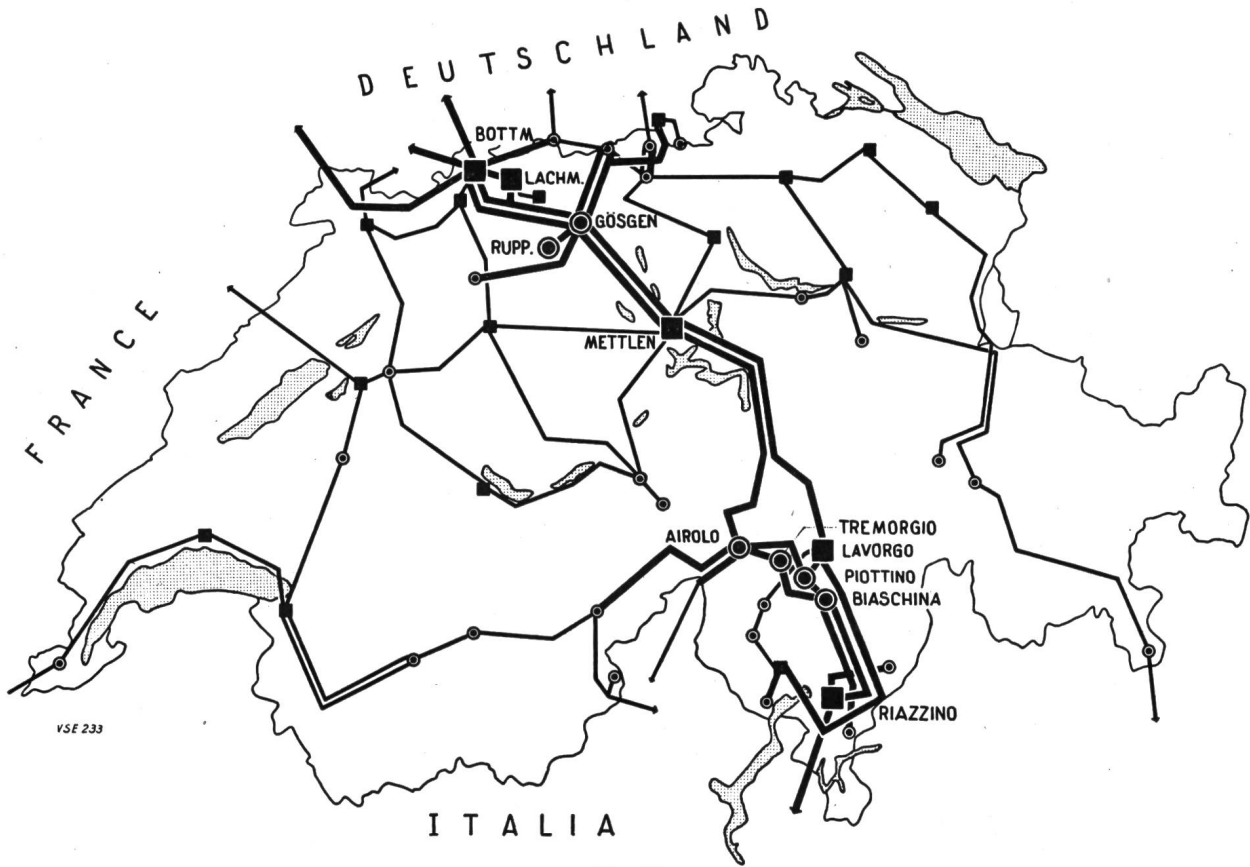 DEUTSCHLAND
BOTTM.
LACHM.
GÖSGEN
RUPP.
METTLEN
FRANCE
AIROLO
TREMORGIO
LAVORGO
PIOTTINO
BIASCHINA
RIAZZINO
VSE 233
ITALIA